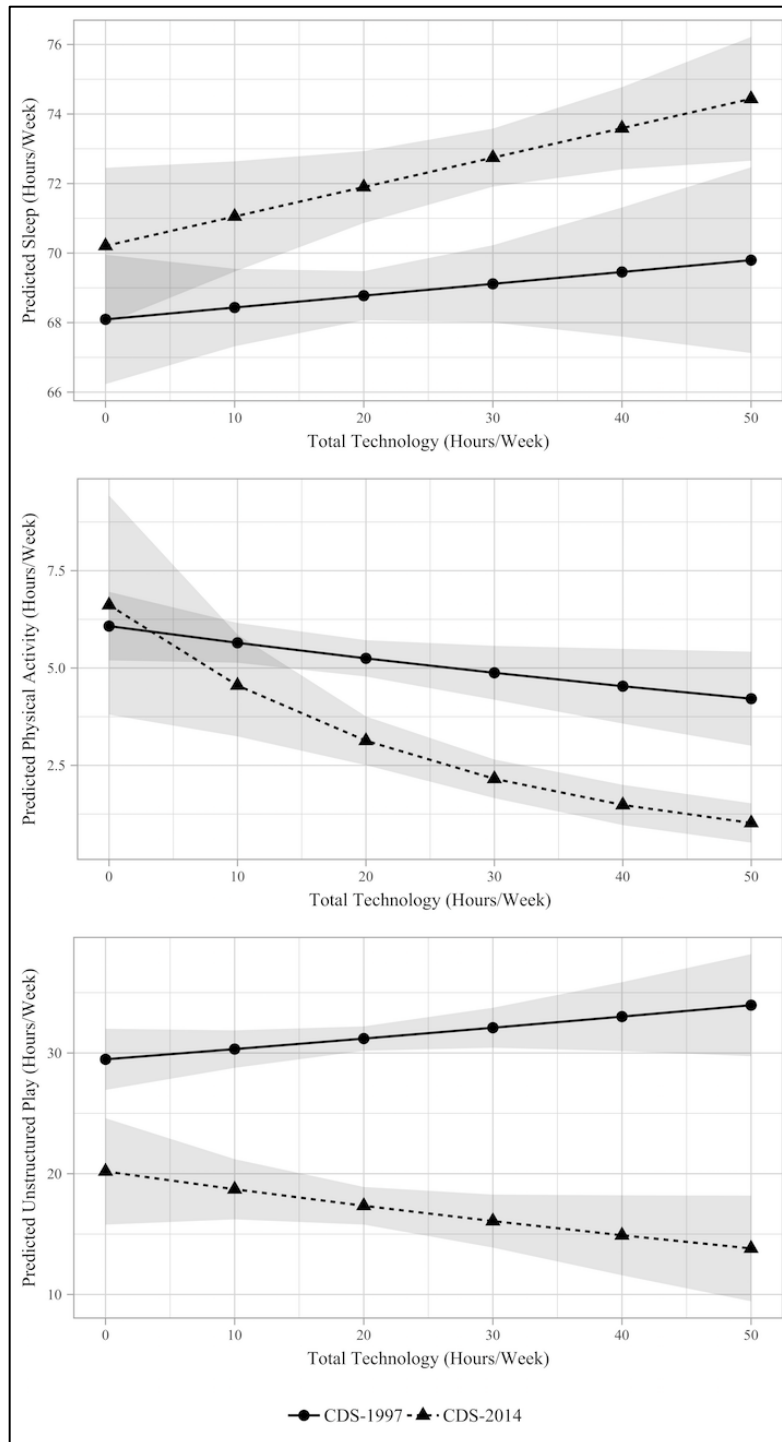 Predicted Sleep (Hours/Week)
76
74
72
70
68
66
0 10 20 30 40 50
Total Technology (Hours/Week)
Predicted Physical Activity (Hours/Week)
7.5
5.0
2.5
0 10 20 30 40 50
Total Technology (Hours/Week)
Predicted Unstructured Play (Hours/Week)
30
20
10
0 10 20 30 40 50
Total Technology (Hours/Week)
CDS-1997 CDS-2014